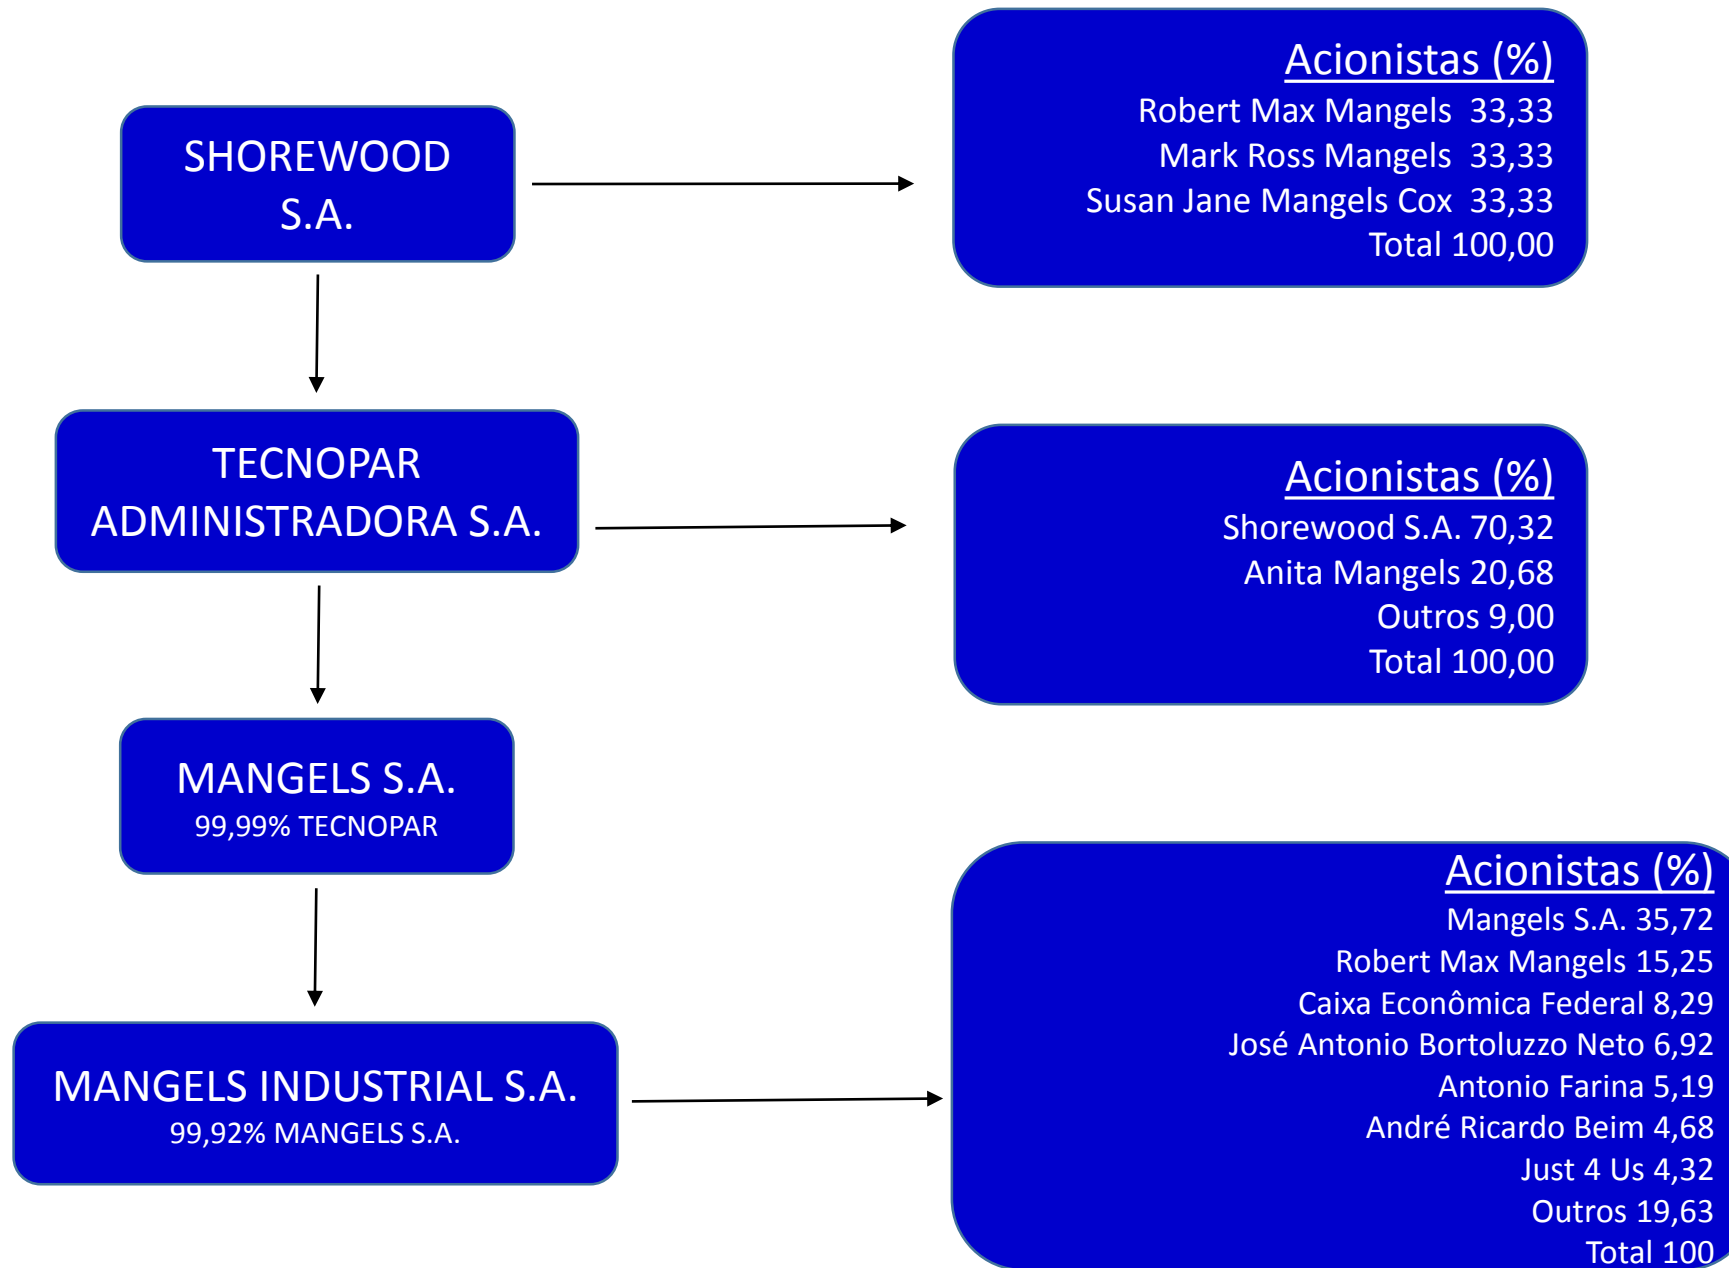 SHOREWOOD
S.A.
Acionistas (%)
Robert Max Mangels 33,33
Mark Ross Mangels 33,33
Susan Jane Mangels Cox 33,33
Total 100,00
TECNOPAR
ADMINISTRADORA S.A.
Acionistas (%)
Shorewood S.A. 70,32
Anita Mangels 20,68
Outros 9,00
Total 100,00
MANGELS S.A.
99,99% TECNOPAR
MANGELS INDUSTRIAL S.A.
99,92% MANGELS S.A.
Acionistas (%)
Mangels S.A. 35,72
Robert Max Mangels 15,25
Caixa Econômica Federal 8,29
José Antonio Bortoluzzo Neto 6,92
Antonio Farina 5,19
André Ricardo Beim 4,68
Just 4 Us 4,32
Outros 19,63
Total 100